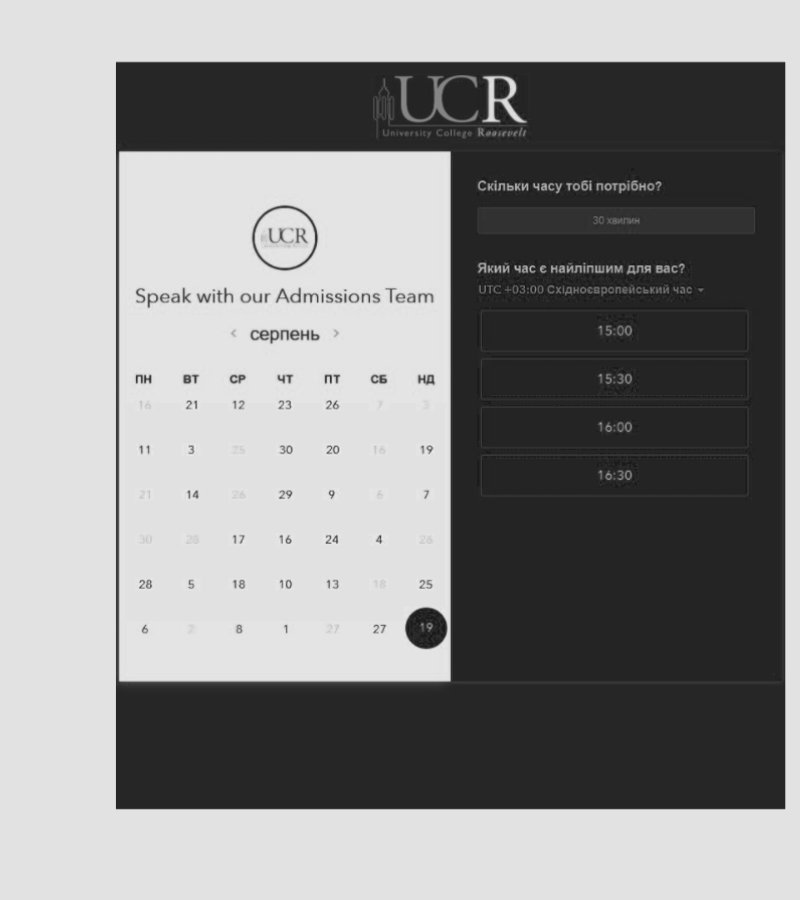 UCR
University College Roosevelt
UCR
Speak with our Admissions Team
< серпень >
ПН ВТ СР ЧТ ПТ СБ НД
16 21 12 23 26 7 3
11 3 25 30 20 16 19
21 14 26 29 9 6 7
30 28 17 16 24 4 26
28 5 18 10 13 18 25
6 2 8 1 27 27 19
Скільки часу тобі потрібно?
30 хвилин
Який час є найліпшим для вас?
UTC +03:00 Східноєвропейський час
15:00
15:30
16:00
16:30